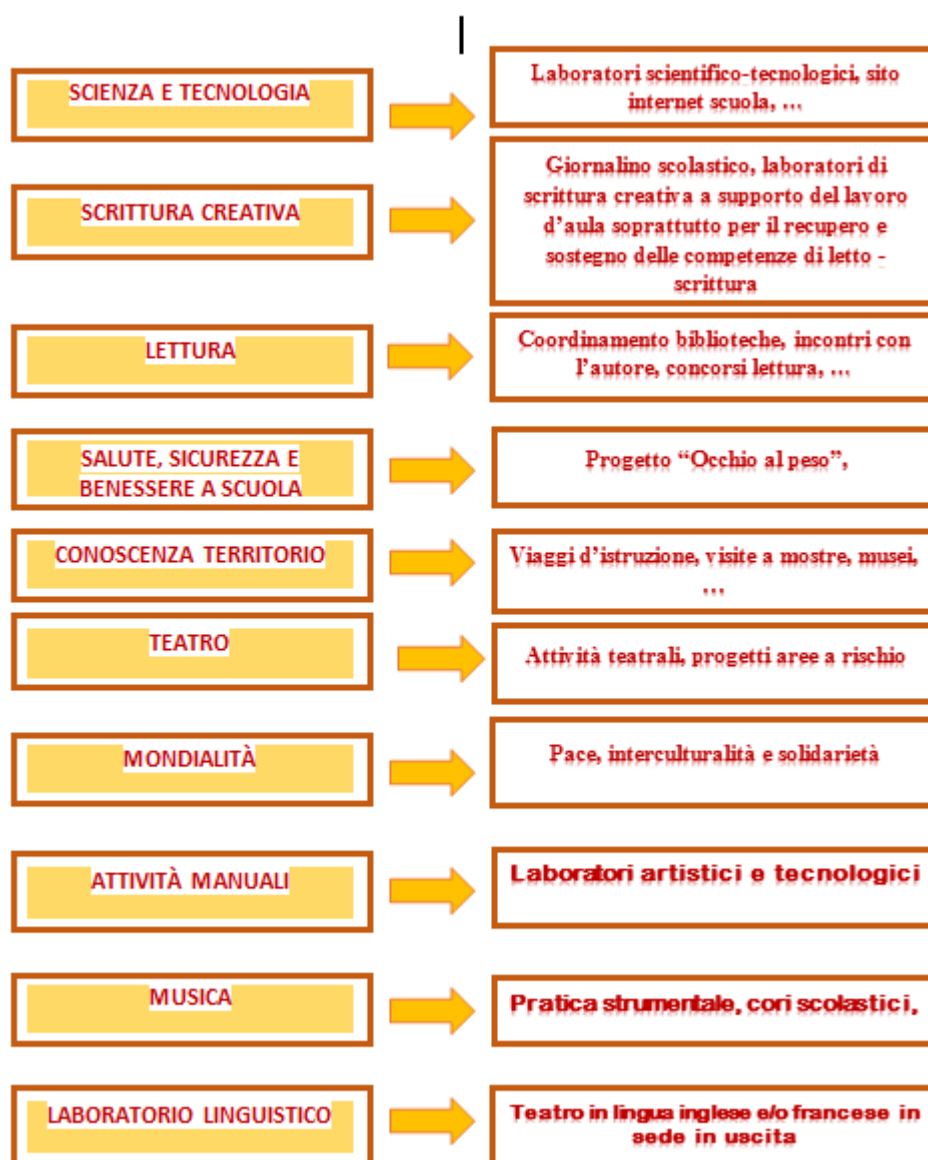 SCIENZA E TECNOLOGIA
Laboratori scientifico-tecnologici, sito
internet scuola, …
SCRITTURA CREATIVA
Giornalino scolastico, laboratori di
scrittura creativa a supporto del lavoro
d’aula soprattutto per il recupero e
sostegno delle competenze di letto -
scrittura
LETTURA
Coordinamento biblioteche, incontri con
l’autore, concorsi lettura, …
SALUTE, SICUREZZA E
BENESSERE A SCUOLA
Progetto “Occhio al peso”,
CONOSCENZA TERRITORIO
Viaggi d’istruzione, visite a mostre, musei,
…
TEATRO
Attività teatrali, progetti aree a rischio
MONDIALITÀ
Pace, interculturalità e solidarietà
ATTIVITÀ MANUALI
Laboratori artistici e tecnologici
MUSICA
Pratica strumentale, cori scolastici,
LABORATORIO LINGUISTICO
Teatro in lingua inglese e/o francese in
sede in uscita